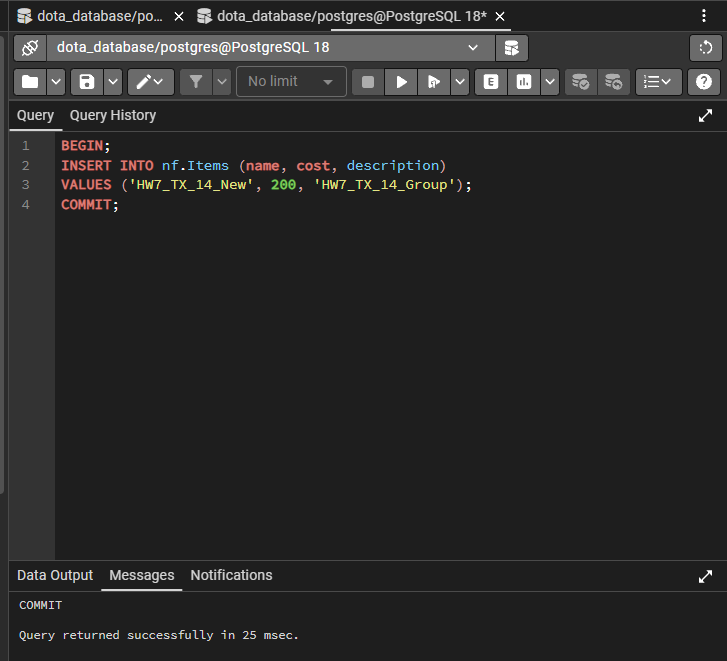 dota_database/po...
dota_database/postgres@PostgreSQL 18*
dota_database/postgres@PostgreSQL 18
No limit
E
Query Query History
1 BEGIN;
2 INSERT INTO nf.Items (name, cost, description)
3 VALUES ('HW7_TX_14_New', 200, 'HW7_TX_14_Group');
4 COMMIT;
Data Output Messages Notifications
COMMIT
Query returned successfully in 25 msec.